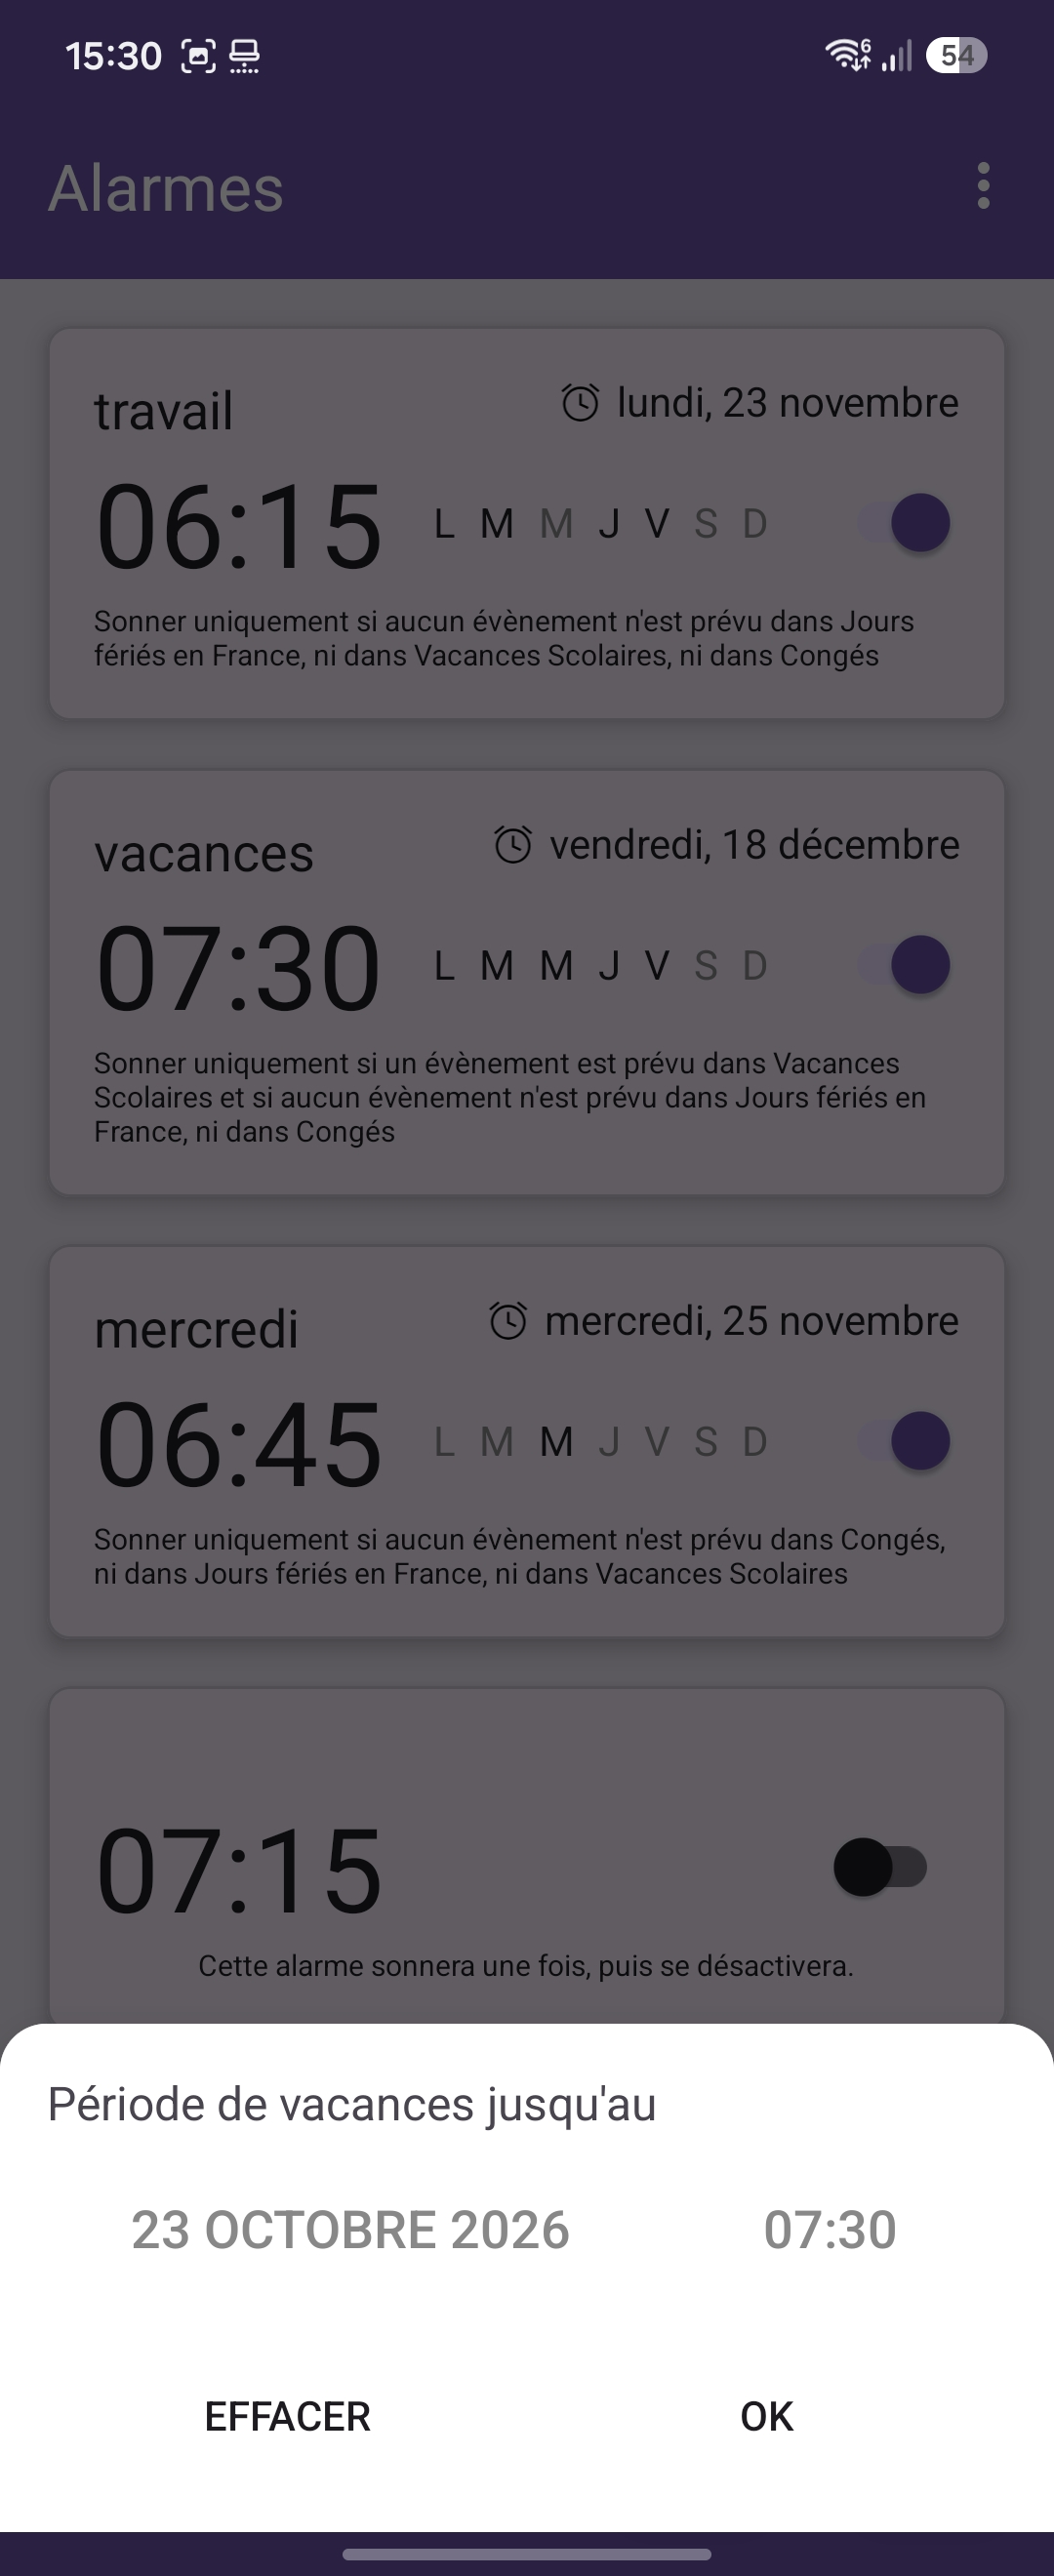 15:30
6
54
Alarmes
travail
lundi, 23 novembre
06:15
L M M J V S D
Sonner uniquement si aucun évènement n'est prévu dans Jours
fériés en France, ni dans Vacances Scolaires, ni dans Congés
vacances
vendredi, 18 décembre
07:30
L M M J V S D
Sonner uniquement si un évènement est prévu dans Vacances
Scolaires et si aucun évènement n'est prévu dans Jours fériés en
France, ni dans Congés
mercredi
mercredi, 25 novembre
06:45
L M M J V S D
Sonner uniquement si aucun évènement n'est prévu dans Congés,
ni dans Jours fériés en France, ni dans Vacances Scolaires
07:15
Cette alarme sonnera une fois, puis se désactivera.
Période de vacances jusqu'au
23 OCTOBRE 2026
07:30
EFFACER
OK